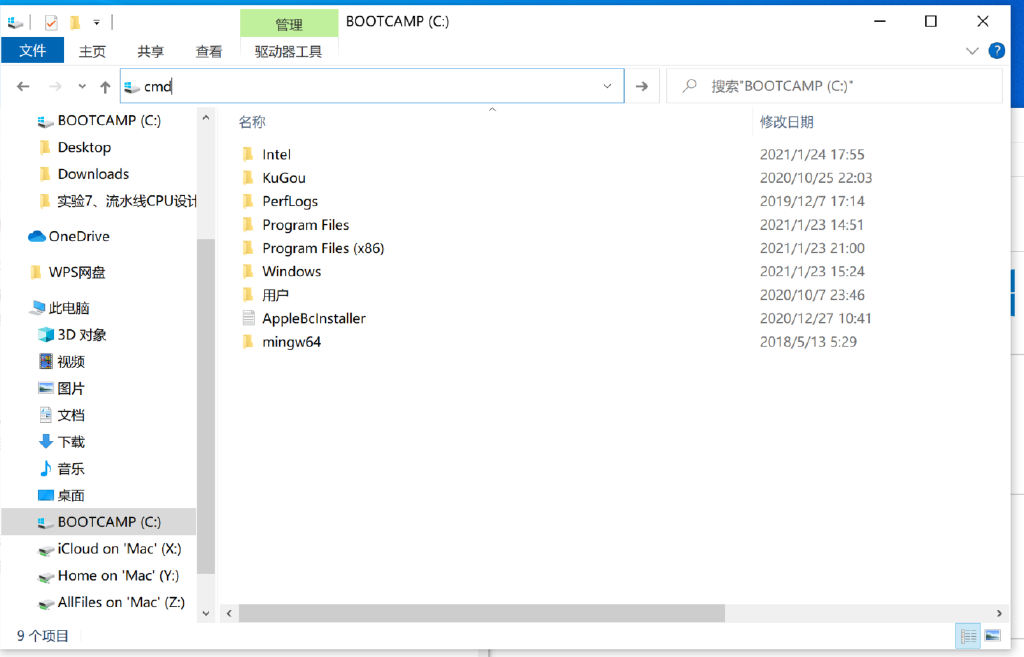 管理
BOOTCAMP (C:)
文件
主页
共享
查看
驱动器工具
cmd
搜索"BOOTCAMP (C:)"
BOOTCAMP (C:)
Desktop
Downloads
实验7、流水线CPU设计
OneDrive
WPS网盘
此电脑
3D 对象
视频
图片
文档
下载
音乐
桌面
BOOTCAMP (C:)
iCloud on 'Mac' (X:)
Home on 'Mac' (Y:)
AllFiles on 'Mac' (Z:)
名称 修改日期
Intel 2021/1/24 17:55
KuGou 2020/10/25 22:03
PerfLogs 2019/12/7 17:14
Program Files 2021/1/23 14:51
Program Files (x86) 2021/1/23 21:00
Windows 2021/1/23 15:24
用户 2020/10/7 23:46
AppleBcInstaller 2020/12/27 10:41
mingw64 2018/5/13 5:29
9 个项目